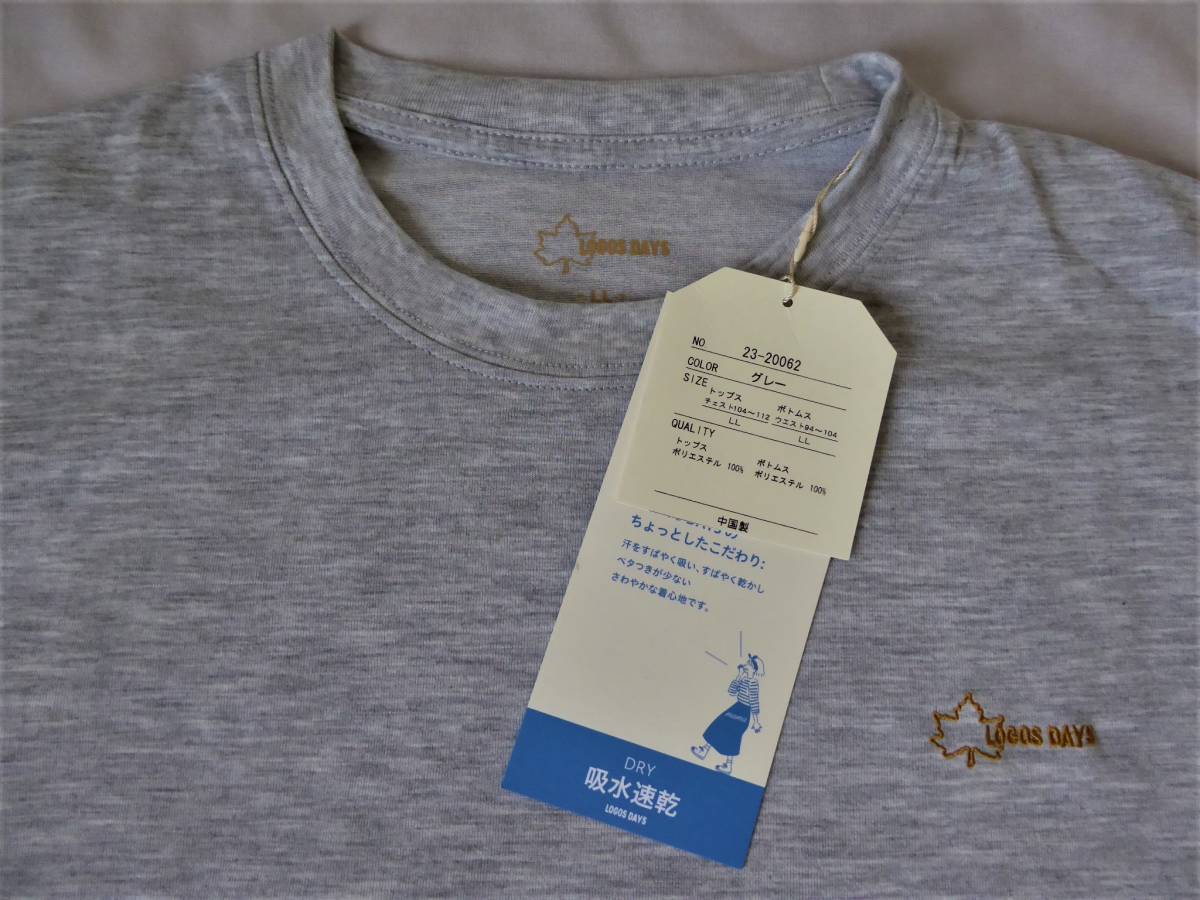 LOGOS DAYS
NO 23-20062
COLOR グレー
SIZE トップス ボトムス
チェスト104～112 ウエスト94～104
LL LL
QUALITY
トップス ボトムス
ポリエステル 100% ポリエステル 100%
中国製
ちょっとしたこだわり:
汗をすばやく吸い、すばやく乾かし
ベタつきが少ない
さわやかな着心地です。
DRY
吸水速乾
LOGOS DAYS
LOGOS DAYS